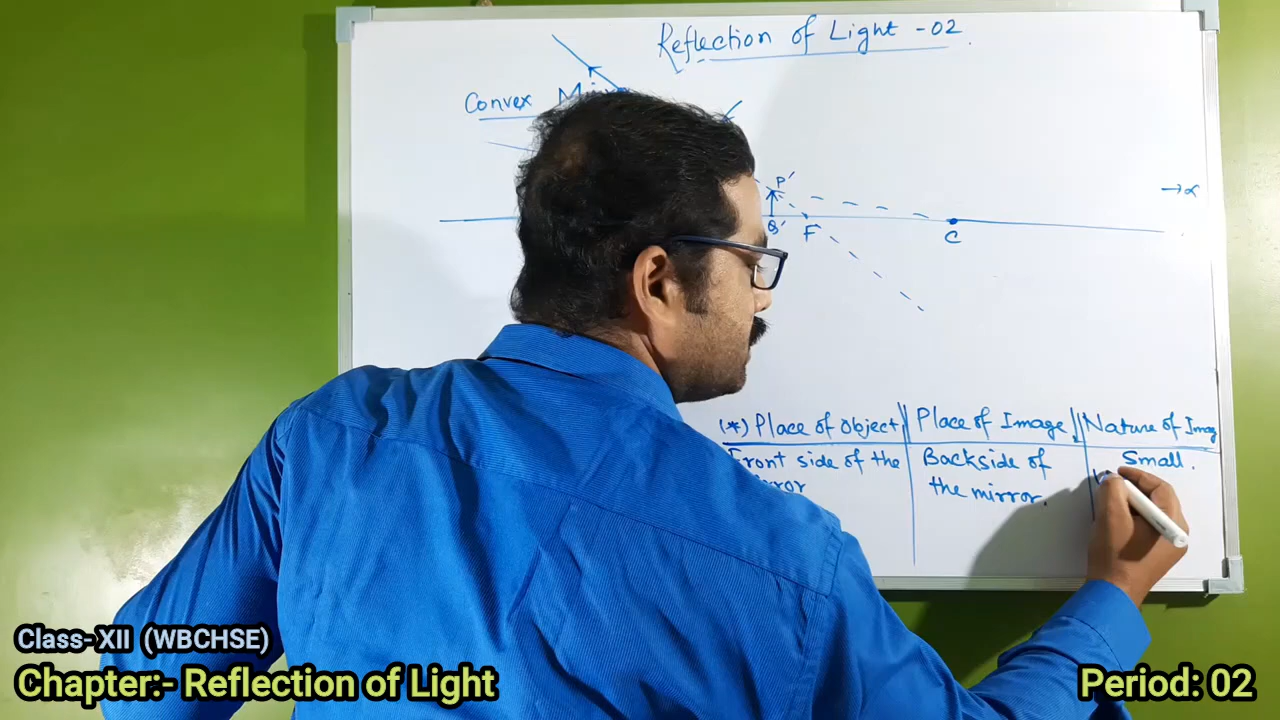 Reflection of Light - 02
Convex
P'
→ α
Q'
F
C
(*) Place of Object
Place of Image
Nature of Imag
Front side of the
mirror
Backside of
the mirror.
Small.
Class- XII (WBCHSE)
Chapter:- Reflection of Light
Period: 02